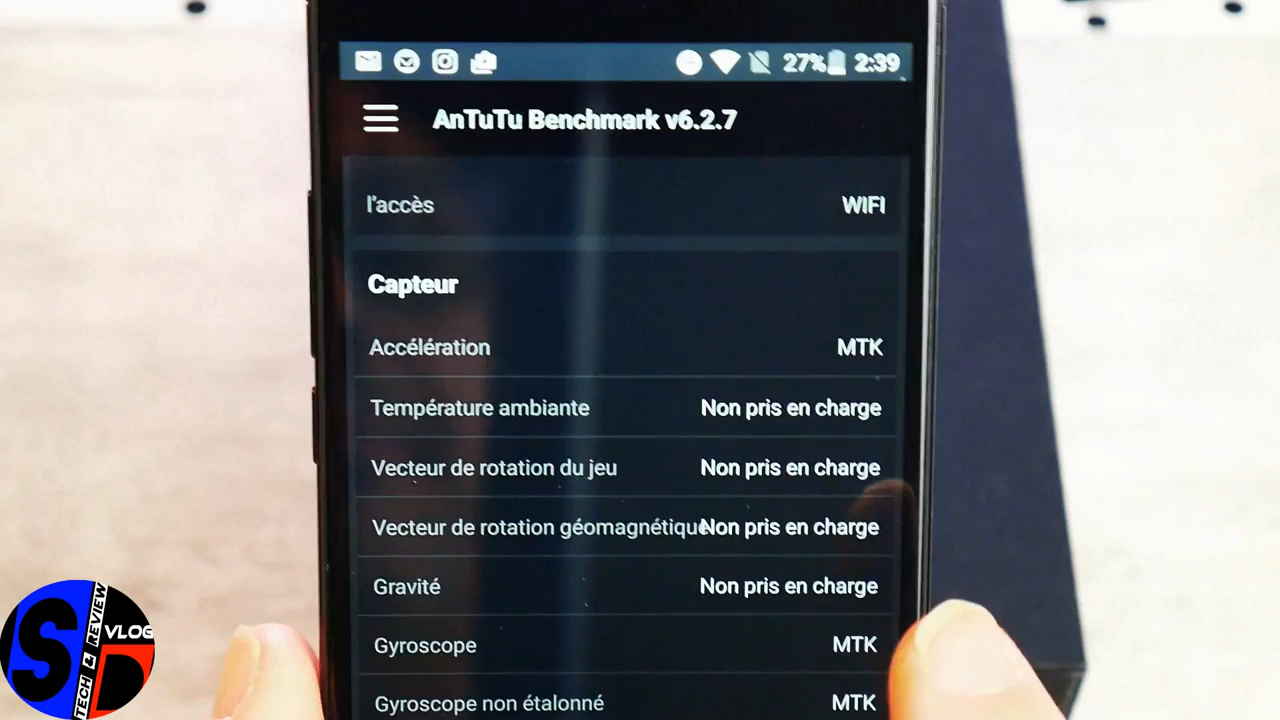 27% 2:39
AnTuTu Benchmark v6.2.7
l'accès WIFI
Capteur
Accélération MTK
Température ambiante Non pris en charge
Vecteur de rotation du jeu Non pris en charge
Vecteur de rotation géomagnétique Non pris en charge
Gravité Non pris en charge
Gyroscope MTK
Gyroscope non étalonné MTK
SD
TECH & REVIEW
VLOG